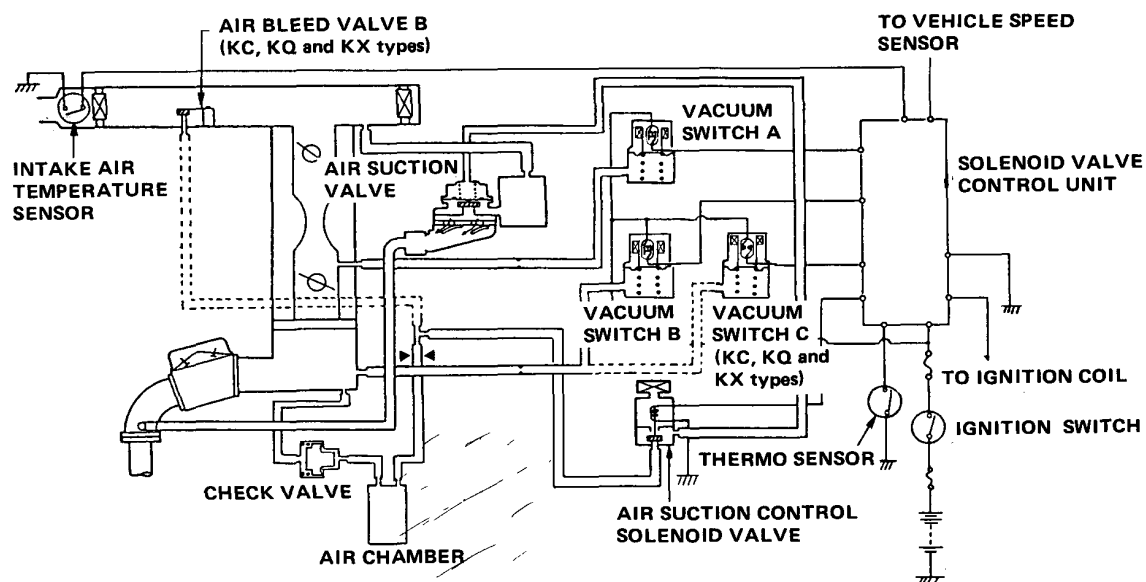 AIR BLEED VALVE B
(KC, KQ and KX types)
TO VEHICLE SPEED
SENSOR
VACUUM
SWITCH A
INTAKE AIR
TEMPERATURE
SENSOR
AIR SUCTION
VALVE
SOLENOID VALVE
CONTROL UNIT
VACUUM
SWITCH B
VACUUM
SWITCH C
(KC, KQ and
KX types)
TO IGNITION COIL
IGNITION SWITCH
THERMO SENSOR
CHECK VALVE
AIR CHAMBER
AIR SUCTION CONTROL
SOLENOID VALVE